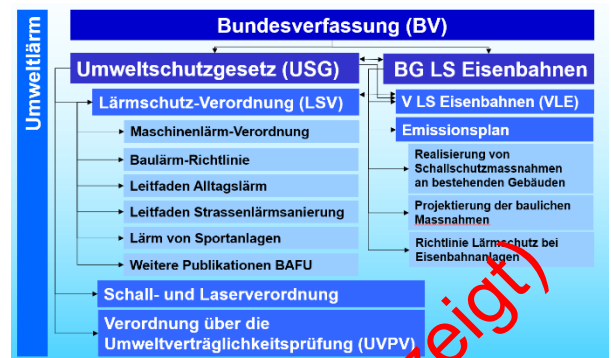 Umweltlärm
Bundesverfassung (BV)
Umweltschutzgesetz (USG)
BG LS Eisenbahnen
Lärmschutz-Verordnung (LSV)
V LS Eisenbahnen (VLE)
Maschinenlärm-Verordnung
Emissionsplan
Baulärm-Richtlinie
Realisierung von
Schallschutzmassnahmen
an bestehenden Gebäuden
Leitfaden Alltagslärm
Leitfaden Strassenlärmsanierung
Projektierung der baulichen
Massnahmen
Lärm von Sportanlagen
Richtlinie Lärmschutz bei
Eisenbahnanlagen
Weitere Publikationen BAFU
Schall- und Laserverordnung
Verordnung über die
Umweltverträglichkeitsprüfung (UVPV)
zeigt)